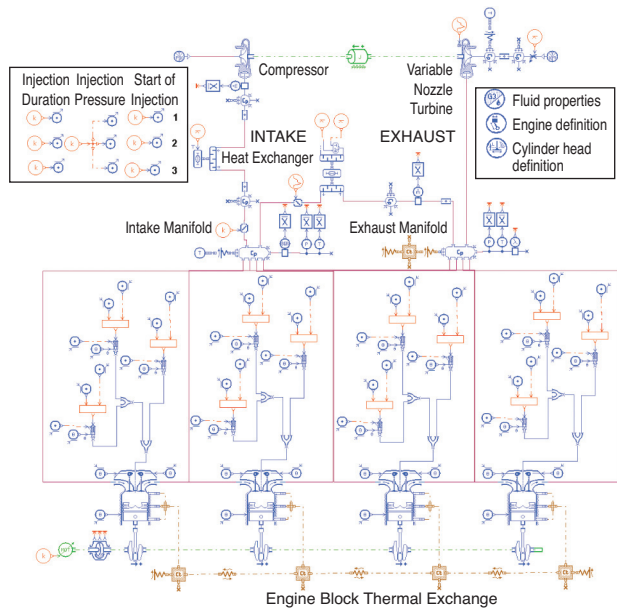 Compressor
Variable
Nozzle
Turbine
Injection Injection Start of
Duration Pressure Injection
1
2
3
Fluid properties
Engine definition
Cylinder head
definition
INTAKE
EXHAUST
Heat Exchanger
Intake Manifold
Exhaust Manifold
Engine Block Thermal Exchange